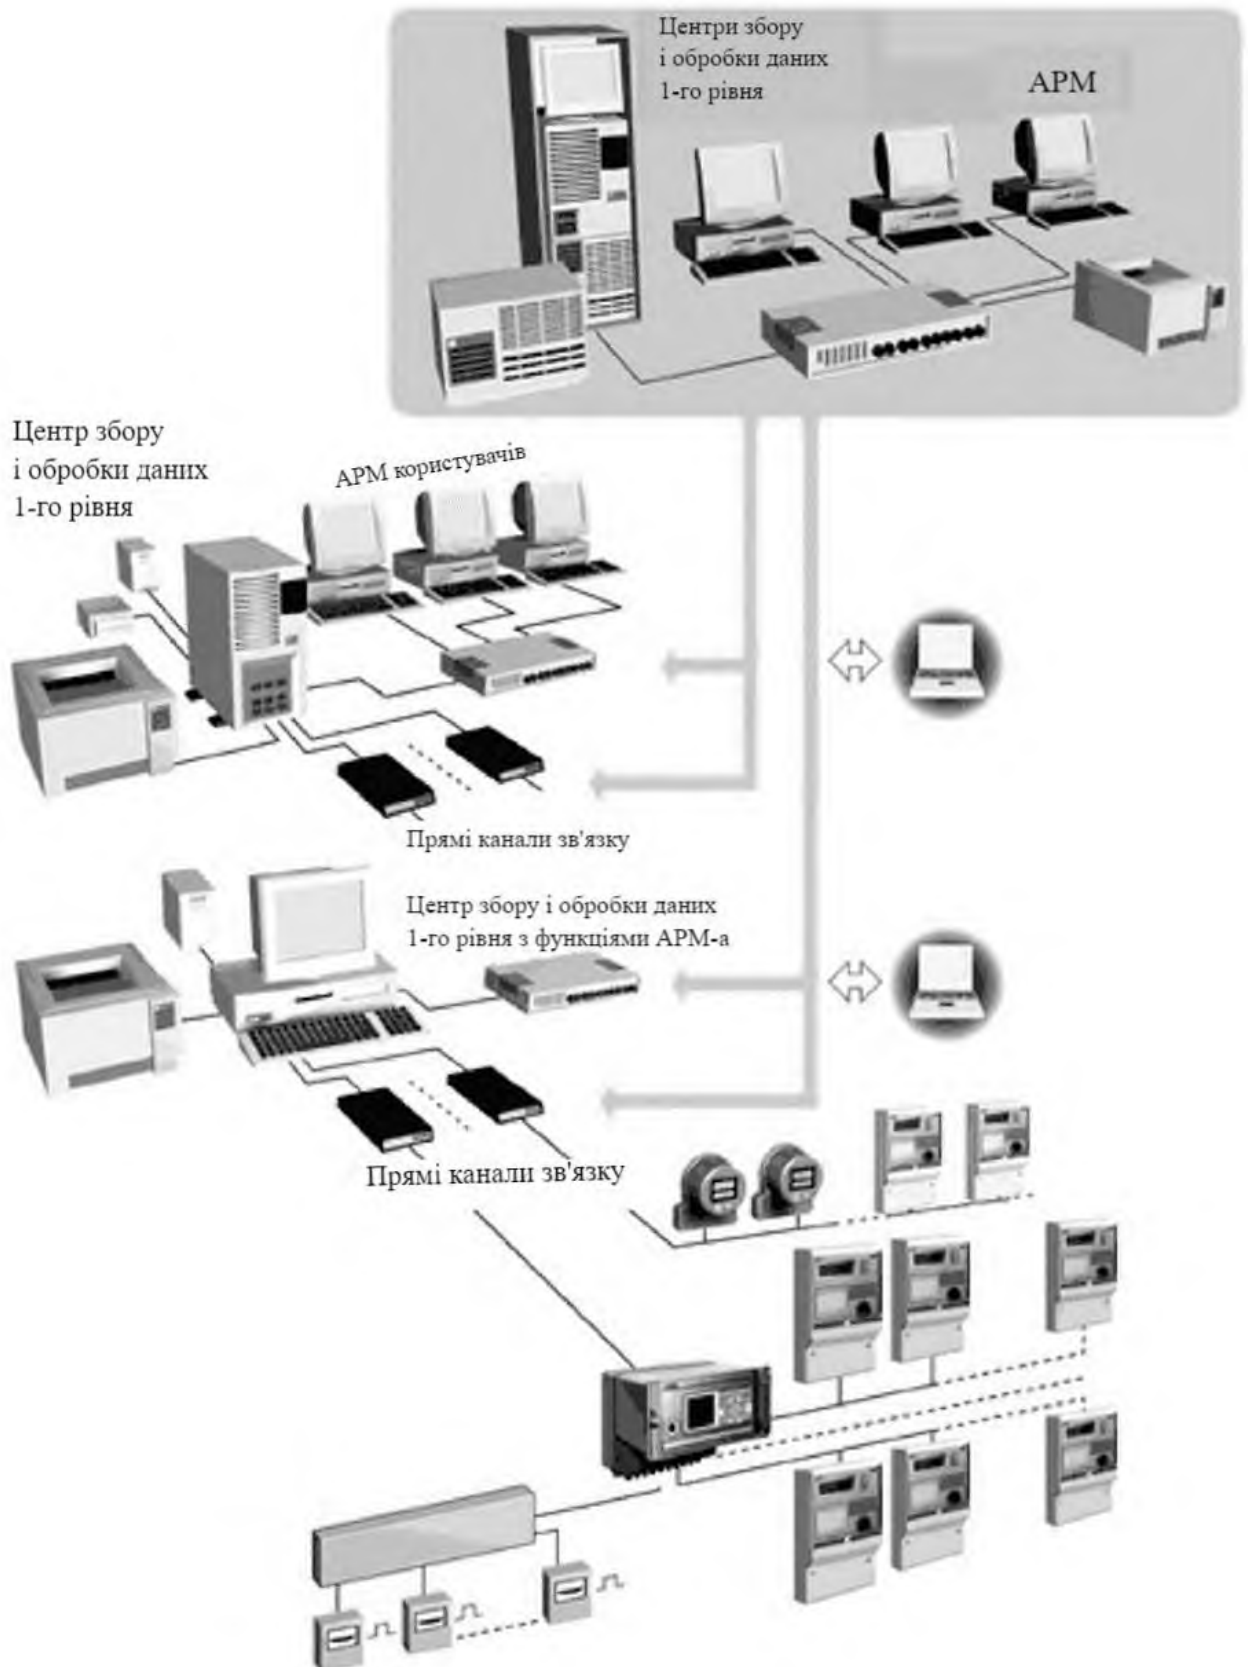 Центри збору
і обробки даних
1-го рівня
АРМ
Центр збору
і обробки даних
1-го рівня
АРМ користувачів
Прямі канали зв'язку
Центр збору і обробки даних
1-го рівня з функціями АРМ-а
Прямі канали зв'язку